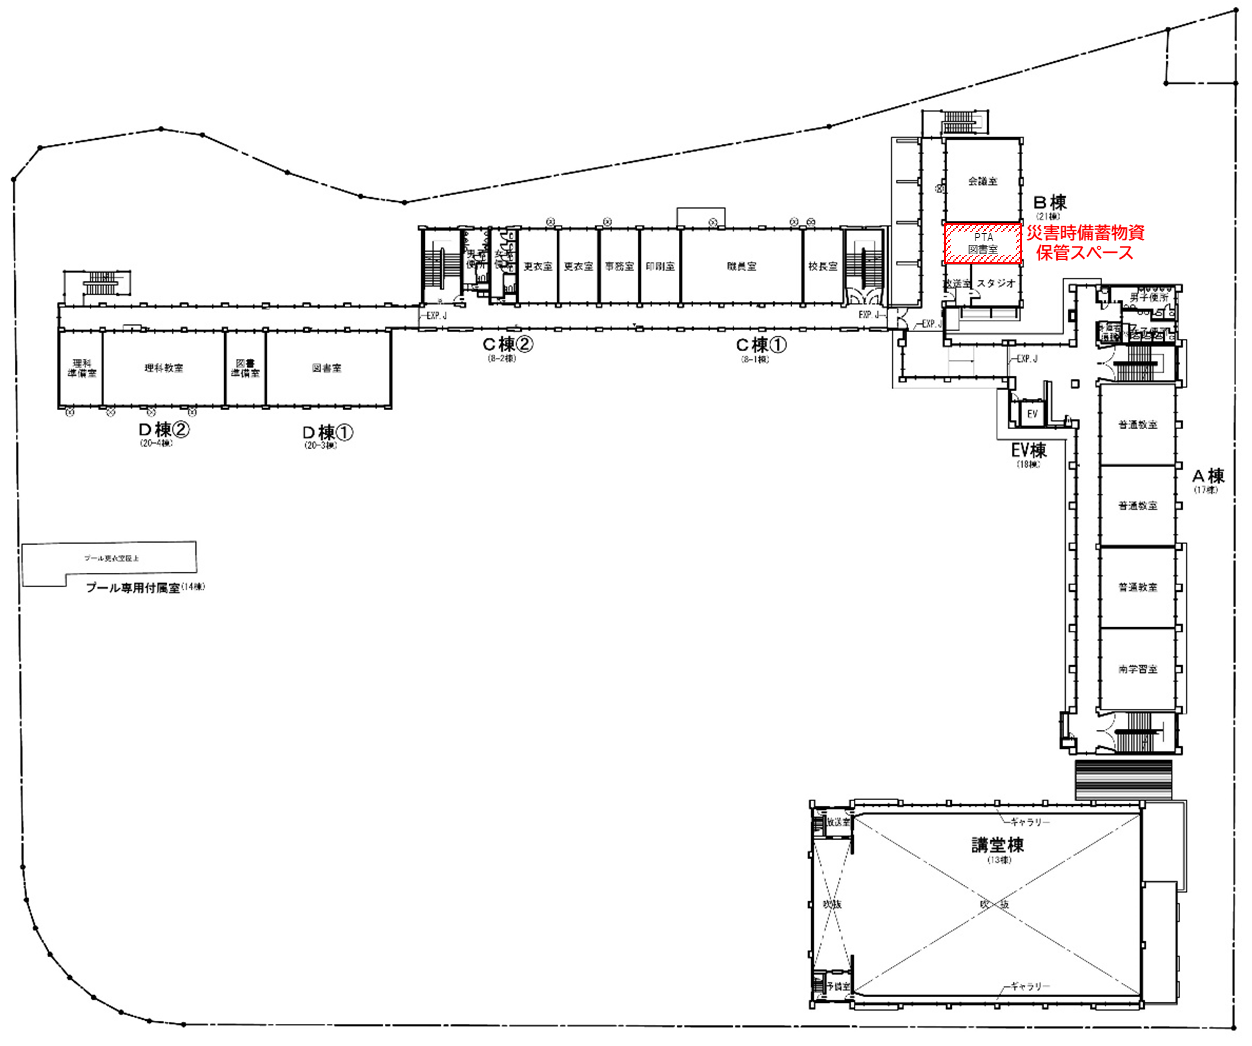 会議室
B棟
(21棟)
PTA
図書室
災害時備蓄物資
保管スペース
放送室
スタジオ
男子便所
女子便所
更衣室
更衣室
事務室
印刷室
職員室
校長室
EXP.J
EXP.J
EXP.J
EXP.J
C棟②
(8-2棟)
C棟①
(8-1棟)
理科
準備室
理科教室
図書
準備室
図書室
D棟②
(20-4棟)
D棟①
(20-3棟)
EV
EV棟
(18棟)
普通教室
A棟
(17棟)
普通教室
普通教室
南学習室
プール更衣室屋上
プール専用付属室(14棟)
放送室
ギャラリー
講堂棟
(13棟)
吹抜
吹 抜
予備室
ギャラリー